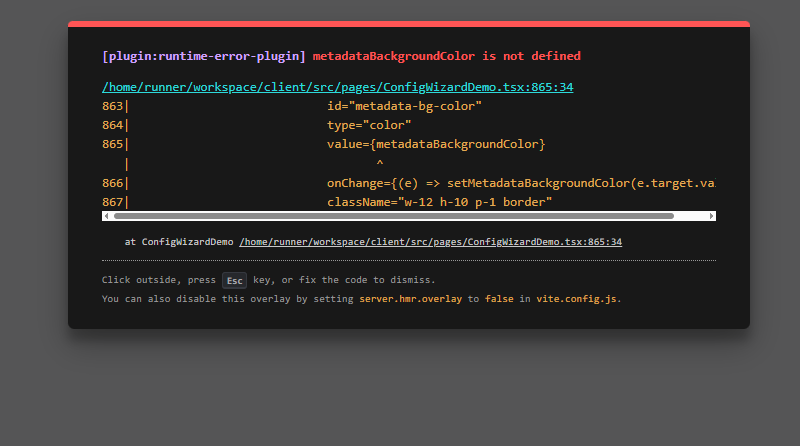 [plugin:runtime-error-plugin] metadataBackgroundColor is not defined
/home/runner/workspace/client/src/pages/ConfigWizardDemo.tsx:865:34
863| id="metadata-bg-color"
864| type="color"
865| value={metadataBackgroundColor}
| ^
866| onChange={(e) => setMetadataBackgroundColor(e.target.val
867| className="w-12 h-10 p-1 border"
at ConfigWizardDemo /home/runner/workspace/client/src/pages/ConfigWizardDemo.tsx:865:34
Click outside, press Esc key, or fix the code to dismiss.
You can also disable this overlay by setting server.hmr.overlay to false in vite.config.js.